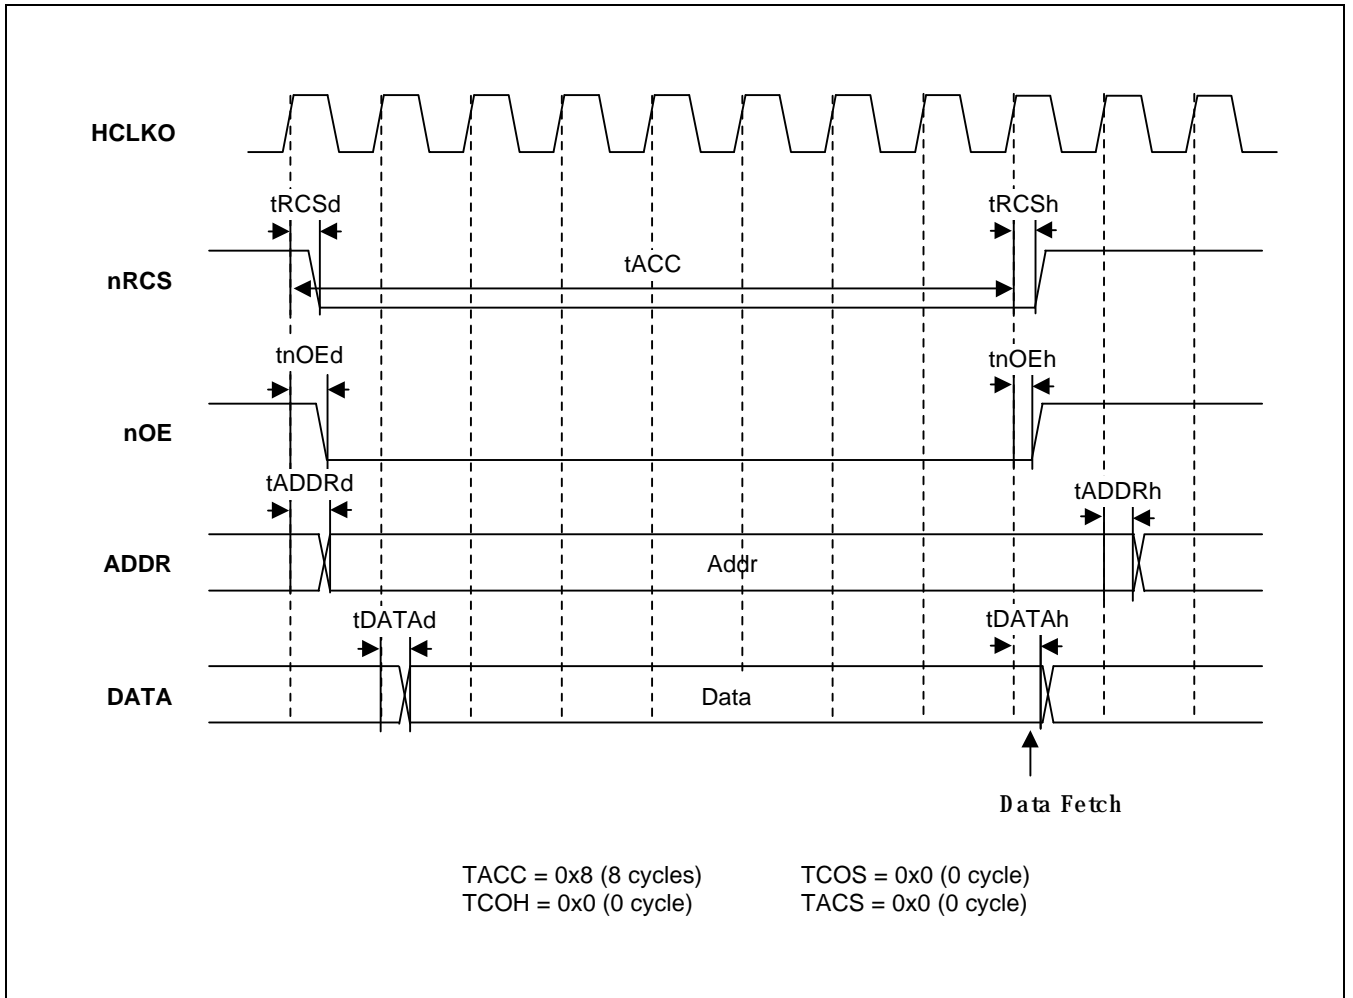 HCLKO
tRCSd
tRCSh
nRCS
tACC
tnOEd
tnOEh
nOE
tADDRd
tADDRh
ADDR
Addr
tDATAd
tDATAh
DATA
Data
Data Fetch
TACC = 0x8 (8 cycles)
TCOS = 0x0 (0 cycle)
TCOH = 0x0 (0 cycle)
TACS = 0x0 (0 cycle)